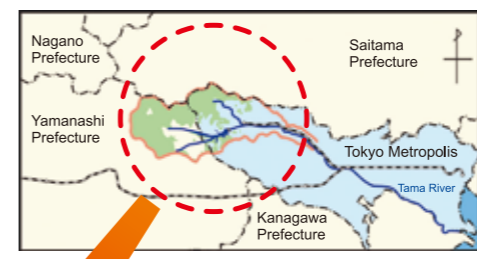 Nagano
Prefecture
Saitama
Prefecture
Yamanashi
Prefecture
Tokyo Metropolis
Tama River
Kanagawa
Prefecture